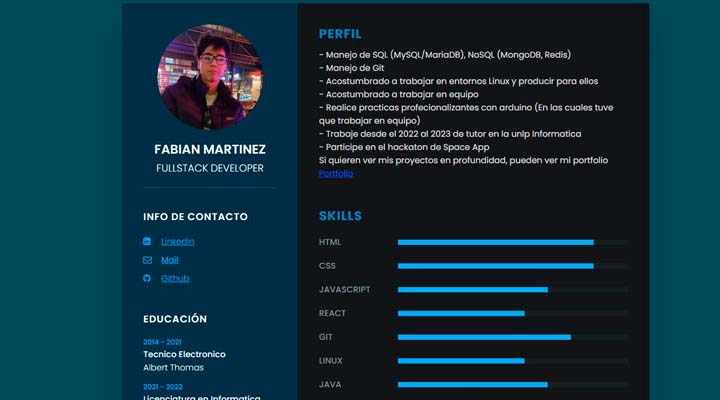 FABIAN MARTINEZ
FULLSTACK DEVELOPER
INFO DE CONTACTO
Linkedin
Mail
Github
EDUCACIÓN
2014 - 2021
Tecnico Electronico
Albert Thomas
2021 - 2022
Licenciatura en Informatica
PERFIL
- Manejo de SQL (MySQL/MariaDB), NoSQL (MongoDB, Redis)
- Manejo de Git
- Acostumbrado a trabajar en entornos Linux y producir para ellos
- Acostumbrado a trabajar en equipo
- Realice practicas profecionalizantes con arduino (En las cuales tuve
que trabajar en equipo)
- Trabaje desde el 2022 al 2023 de tutor en la unlp Informatica
- Participe en el hackaton de Space App
Si quieren ver mis proyectos en profundidad, pueden ver mi portfolio
Portfolio
SKILLS
HTML
CSS
JAVASCRIPT
REACT
GIT
LINUX
JAVA